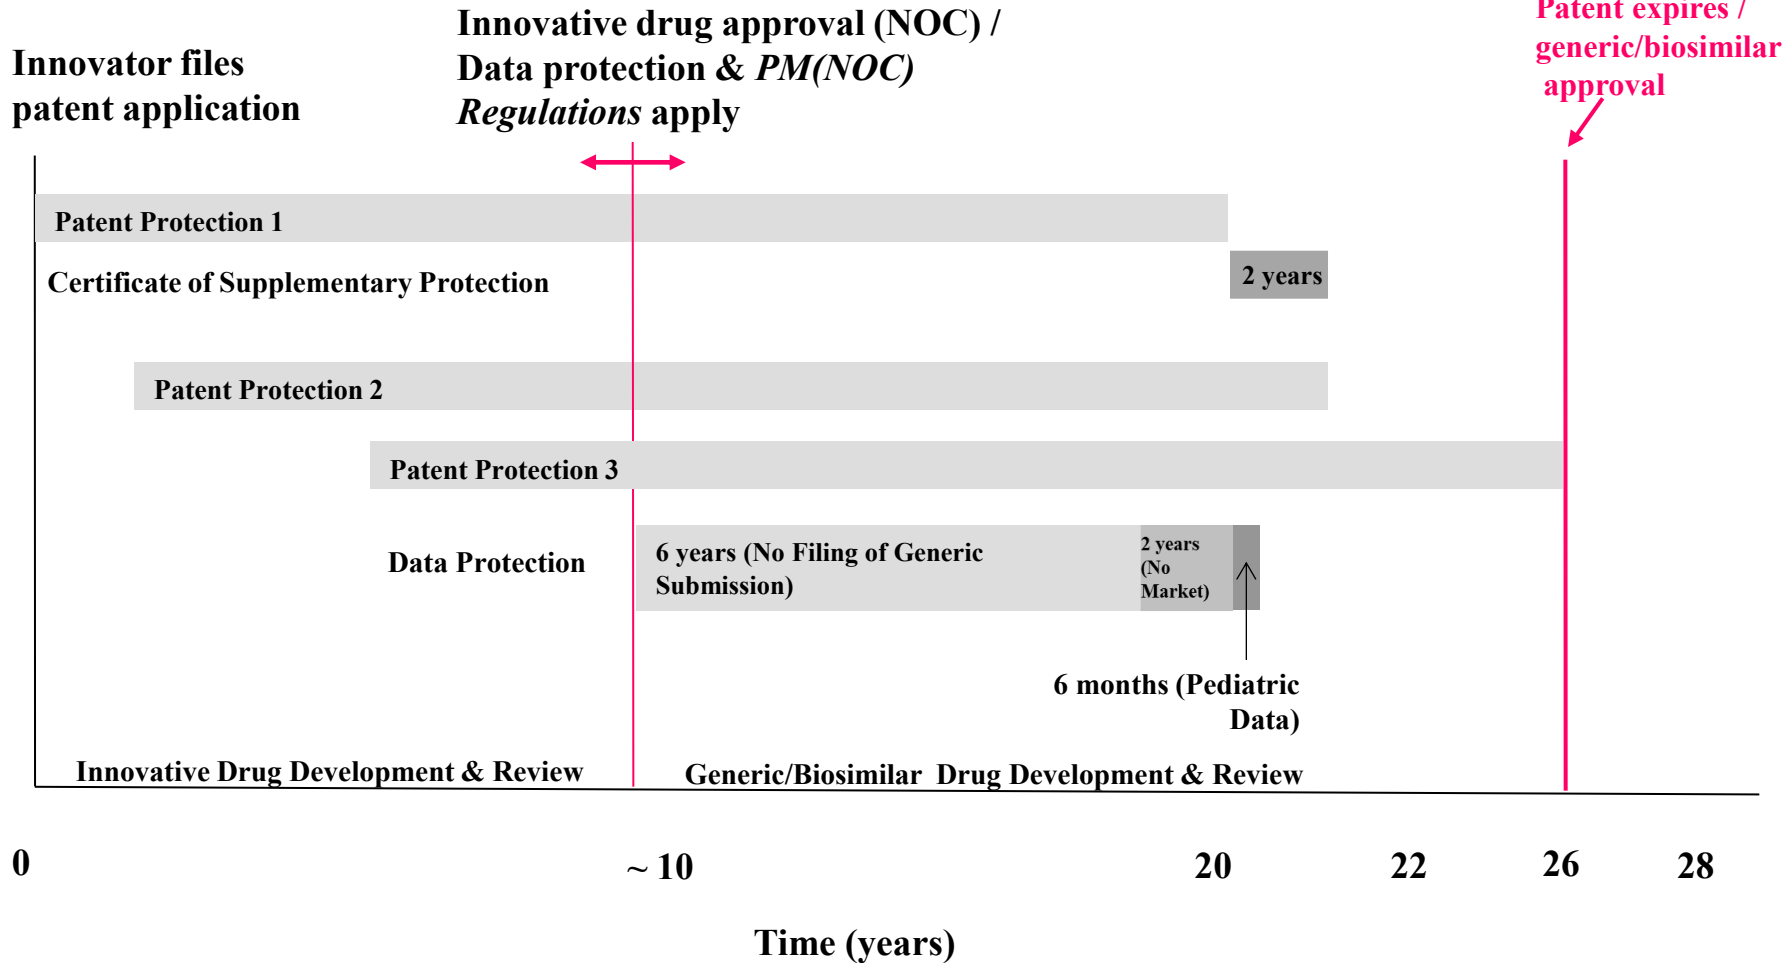 Innovator files
patent application
Innovative drug approval (NOC) /
Data protection & PM(NOC)
Regulations apply
Patent expires /
generic/biosimilar
approval
Patent Protection 1
Certificate of Supplementary Protection
2 years
Patent Protection 2
Patent Protection 3
Data Protection
6 years (No Filing of Generic
Submission)
2 years
(No
Market)
6 months (Pediatric
Data)
Innovative Drug Development & Review
Generic/Biosimilar Drug Development & Review
0
~ 10
20
22
26
28
Time (years)